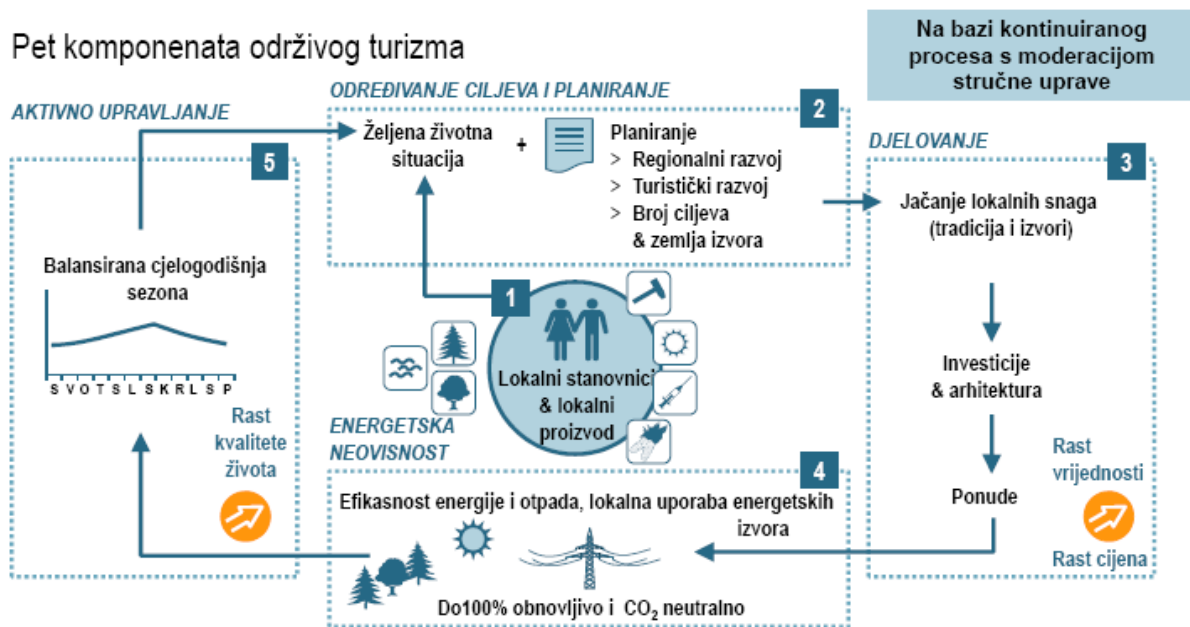 Pet komponenata održivog turizma
Na bazi kontinuiranog
procesa s moderacijom
stručne uprave
AKTIVNO UPRAVLJANJE
5
Balansirana cjelogodišnja
sezona
S V O T S L S K R L S P
Rast
kvalitete
života
ODREĐIVANJE CILJEVA I PLANIRANJE
2
Željena životna
situacija
+
Planiranje
> Regionalni razvoj
> Turistički razvoj
> Broj ciljeva
& zemlja izvora
1
Lokalni stanovnici
& lokalni
proizvod
DJELOVANJE
3
Jačanje lokalnih snaga
(tradicija i izvori)
Investicije
& arhitektura
Ponude
Rast
vrijednosti
Rast cijena
ENERGETSKA
NEOVISNOST
4
Efikasnost energije i otpada, lokalna uporaba energetskih
izvora
Do100% obnovljivo i CO₂ neutralno